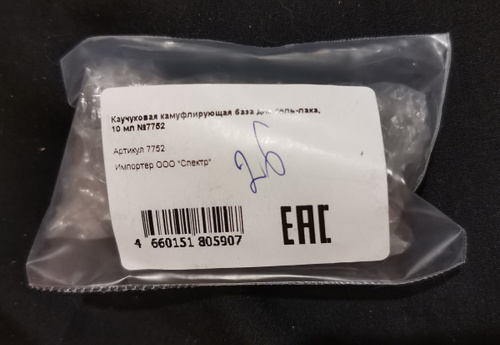 Каучуковая камуфлирующая база для гель-лака,
10 мл №7752
Артикул 7752
Импортер ООО "Спектр"
26
4 660151 805907
EAC